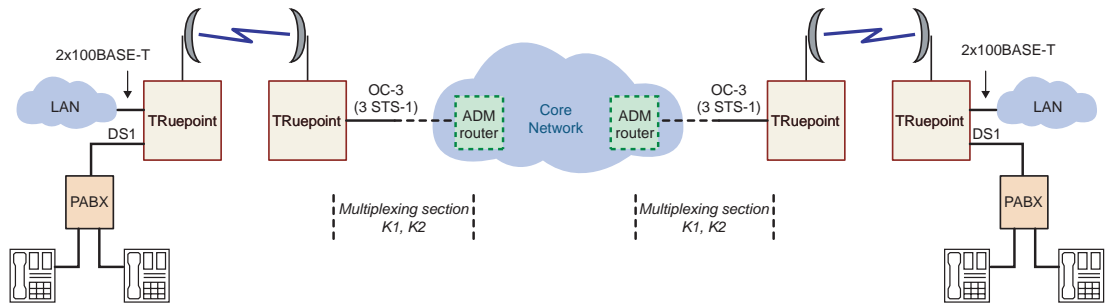 2x100BASE-T
LAN
DS1
TRuepoint
PABX
TRuepoint
OC-3
(3 STS-1)
ADM
router
Core
Network
ADM
router
OC-3
(3 STS-1)
TRuepoint
TRuepoint
2x100BASE-T
LAN
DS1
PABX
Multiplexing section
K1, K2
Multiplexing section
K1, K2